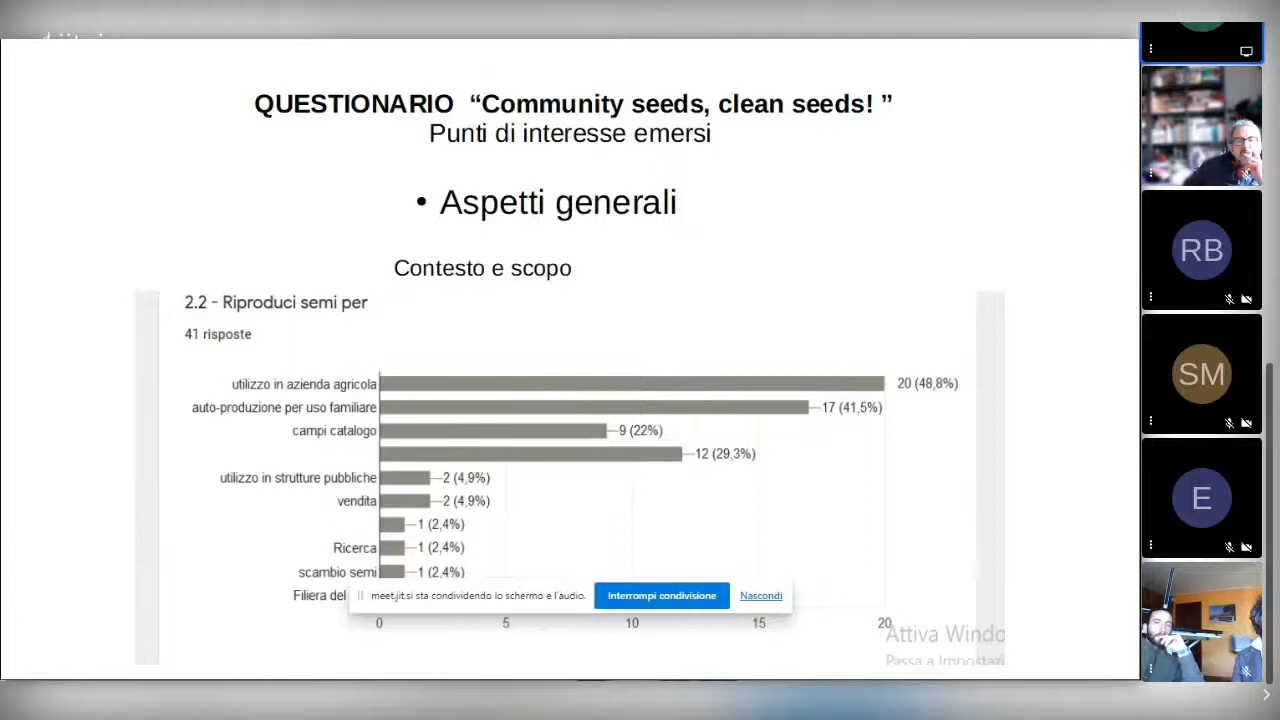 QUESTIONARIO “Community seeds, clean seeds! ”
Punti di interesse emersi
• Aspetti generali
Contesto e scopo
2.2 - Riproduci semi per
41 risposte
utilizzo in azienda agricola 20 (48,8%)
auto-produzione per uso familiare 17 (41,5%)
campi catalogo 9 (22%)
12 (29,3%)
utilizzo in strutture pubbliche 2 (4,9%)
vendita 2 (4,9%)
1 (2,4%)
Ricerca 1 (2,4%)
scambio semi 1 (2,4%)
Filiera del
meet.jit.si sta condividendo lo schermo e l'audio. Interrompi condivisione Nascondi
0 5 10 15 20
Attiva Windo
Passa a Impostazi
RB
SM
E